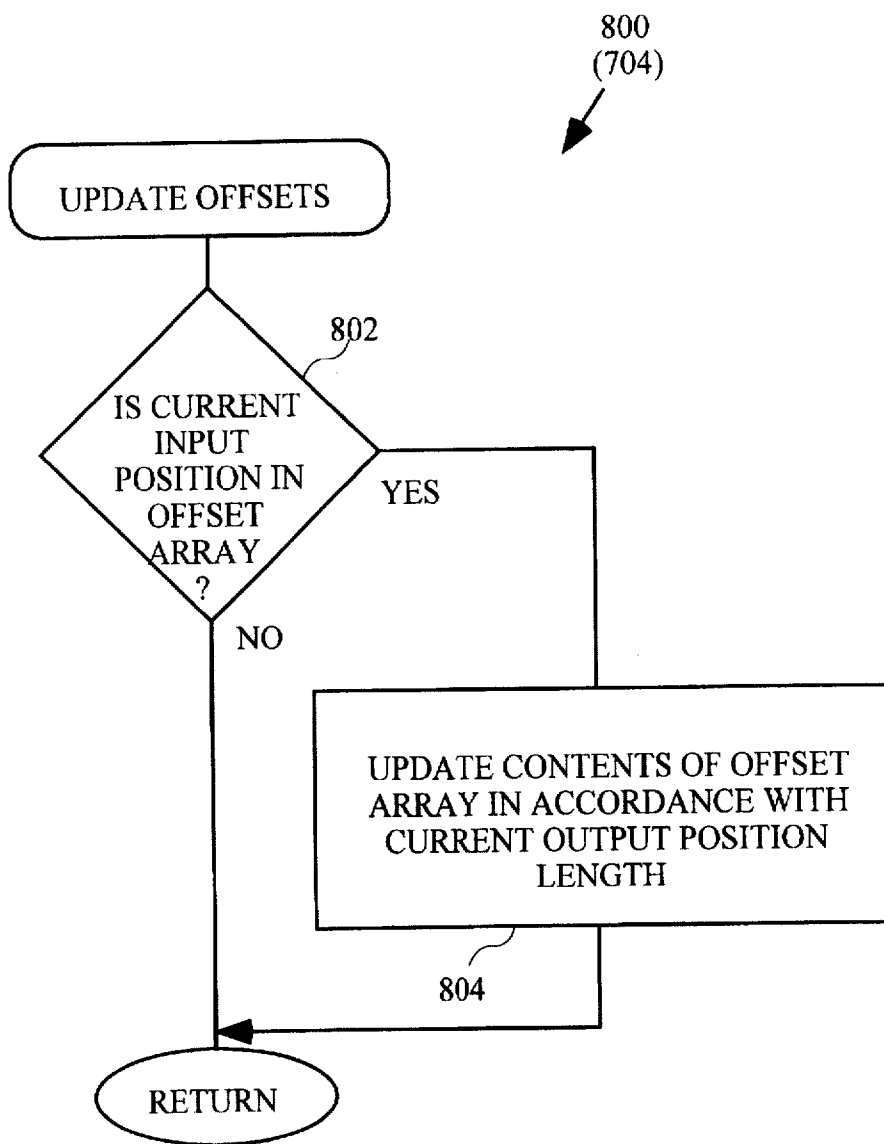 800
(704)
UPDATE OFFSETS
802
IS CURRENT
INPUT
POSITION IN
OFFSET
ARRAY
?
YES
NO
UPDATE CONTENTS OF OFFSET
ARRAY IN ACCORDANCE WITH
CURRENT OUTPUT POSITION
LENGTH
804
RETURN